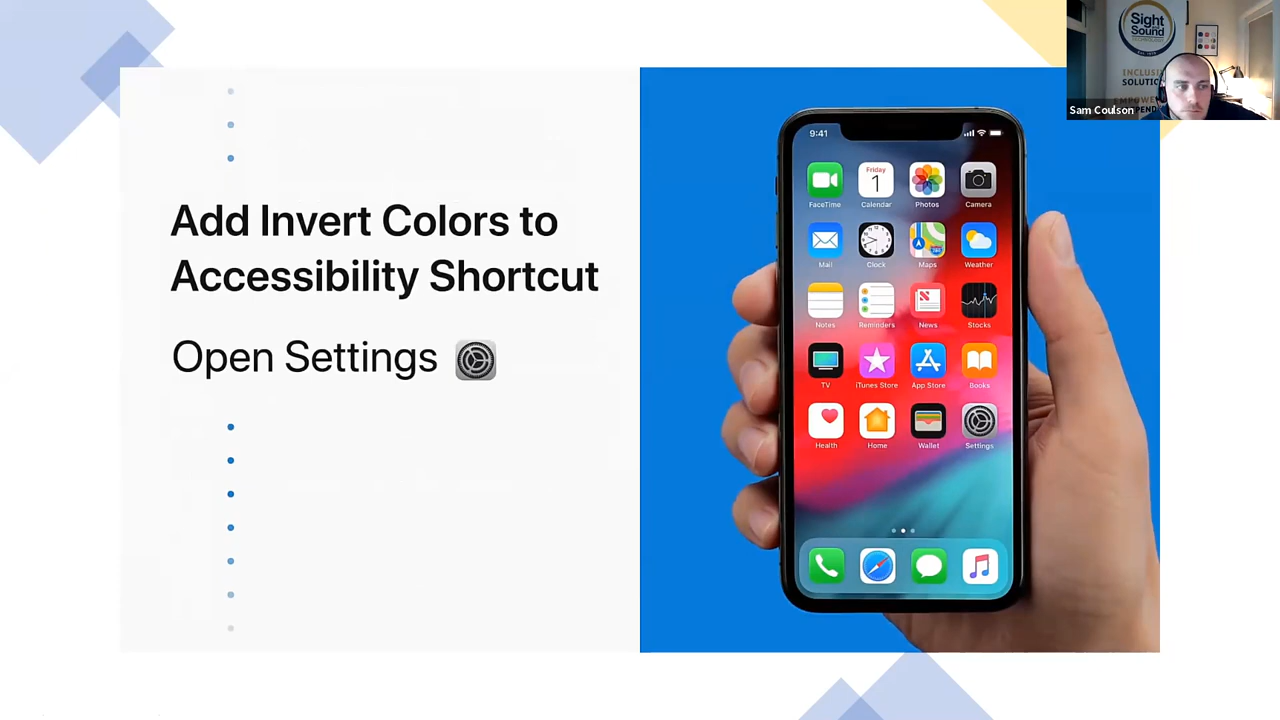 Add Invert Colors to
Accessibility Shortcut
Open Settings
9:41
FaceTime
Friday
1
Calendar
Photos
Camera
Mail
Clock
Maps
Weather
Notes
Reminders
News
Stocks
TV
iTunes Store
App Store
Books
Health
Home
Wallet
Settings
Sight
Sound
INCLUSI
SOLUTIO
Sam Coulson